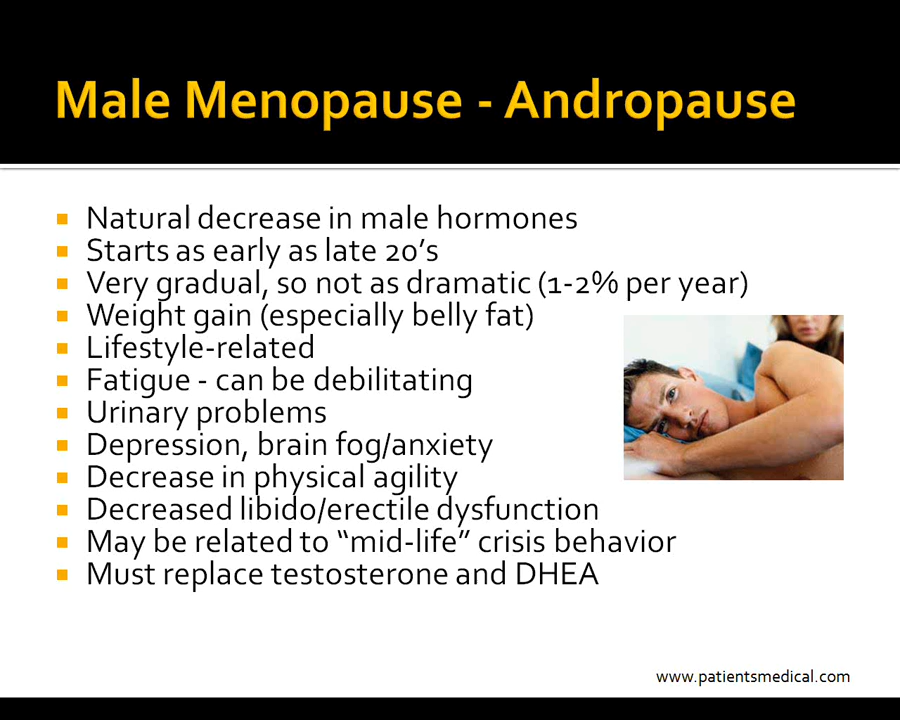 Male Menopause - Andropause
Natural decrease in male hormones
Starts as early as late 20's
Very gradual, so not as dramatic (1-2% per year)
Weight gain (especially belly fat)
Lifestyle-related
Fatigue - can be debilitating
Urinary problems
Depression, brain fog/anxiety
Decrease in physical agility
Decreased libido/erectile dysfunction
May be related to “mid-life” crisis behavior
Must replace testosterone and DHEA
www.patientsmedical.com